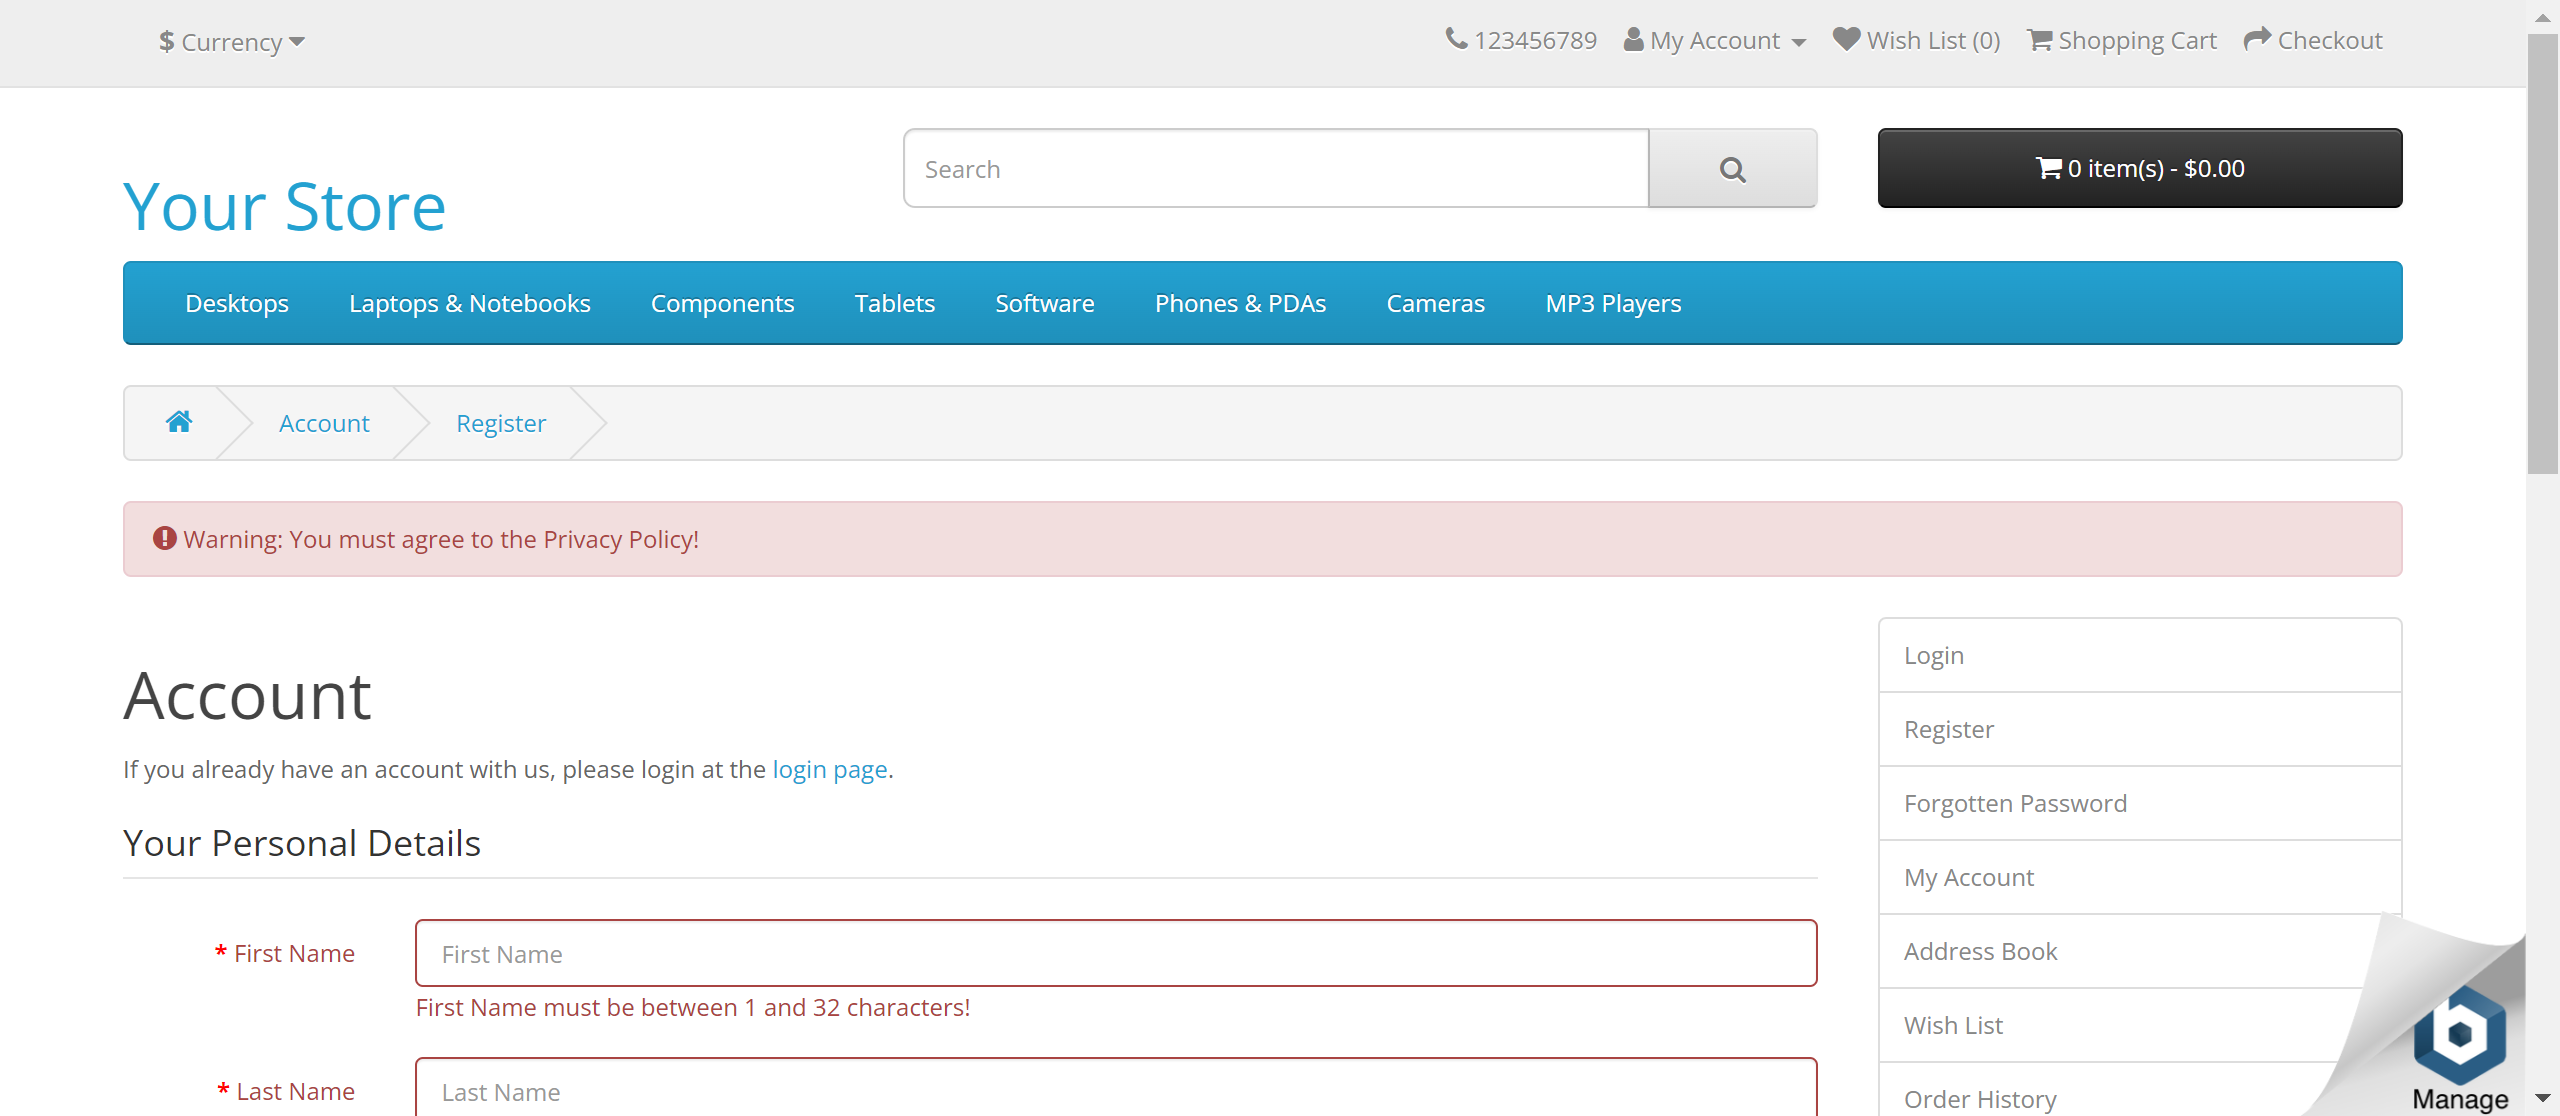 $ Currency
123456789 My Account Wish List (0) Shopping Cart Checkout
Search
0 item(s) - $0.00
Your Store
Desktops Laptops & Notebooks Components Tablets Software Phones & PDAs Cameras MP3 Players
Account Register
Warning: You must agree to the Privacy Policy!
Account
If you already have an account with us, please login at the login page.
Your Personal Details
* First Name
First Name
First Name must be between 1 and 32 characters!
* Last Name
Last Name
Login
Register
Forgotten Password
My Account
Address Book
Wish List
Order History
b
Manage